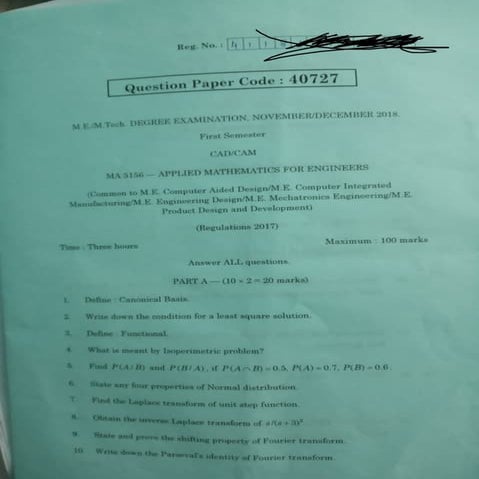 Reg. No. :
Question Paper Code : 40727
M.E./M.Tech. DEGREE EXAMINATION, NOVEMBER/DECEMBER 2018.
First Semester
CAD/CAM
MA 5156 — APPLIED MATHEMATICS FOR ENGINEERS
(Common to M.E. Computer Aided Design/M.E. Computer Integrated
Manufacturing/M.E. Engineering Design/M.E. Mechatronics Engineering/M.E.
Product Design and Development)
(Regulations 2017)
Time : Three hours Maximum : 100 marks
Answer ALL questions.
PART A — (10 × 2 = 20 marks)
1. Define : Canonical Basis.
2. Write down the condition for a least square solution.
3. Define : Functional.
4. What is meant by Isoperimetric problem?
5. Find P(A/B) and P(B/A), if P(A∩B)=0.5, P(A)=0.7, P(B)=0.6.
6. State any four properties of Normal distribution.
7. Find the Laplace transform of unit step function.
8. Obtain the inverse Laplace transform of
9. State and prove the shifting property of Fourier transform.
10. Write down the Parseval's identity of Fourier transform.